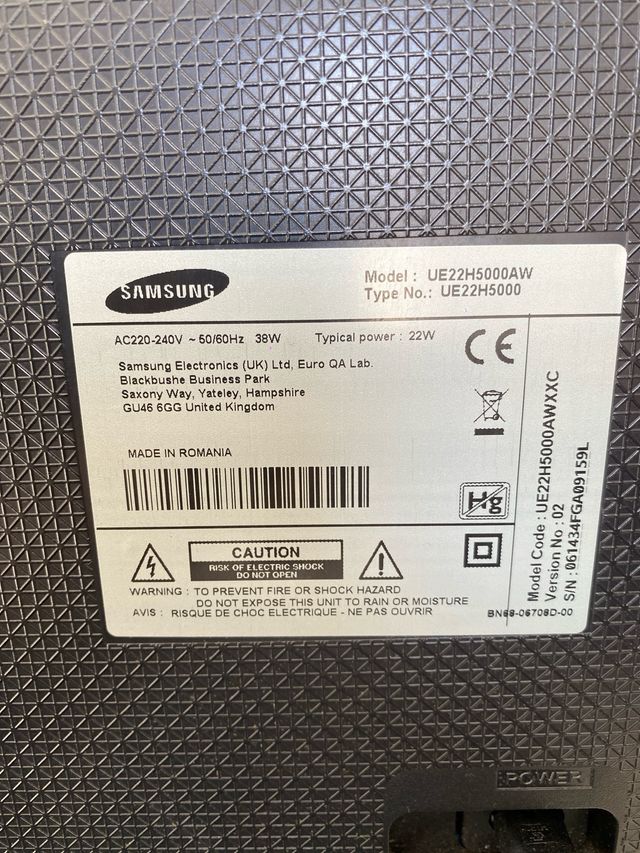 SAMSUNG
Model : UE22H5000AW
Type No.: UE22H5000
AC220-240V ~ 50/60Hz 38W Typical power : 22W
Samsung Electronics (UK) Ltd, Euro QA Lab.
Blackbushe Business Park
Saxony Way, Yateley, Hampshire
GU46 6GG United Kingdom
CE
MADE IN ROMANIA
Hg
CAUTION
RISK OF ELECTRIC SHOCK
DO NOT OPEN
WARNING : TO PREVENT FIRE OR SHOCK HAZARD
DO NOT EXPOSE THIS UNIT TO RAIN OR MOISTURE
AVIS : RISQUE DE CHOC ELECTRIQUE - NE PAS OUVRIR
BN68-06708D-00
Model Code : UE22H5000AWXXC
Version No : 02
S/N : 061434FGA09159L
POWER